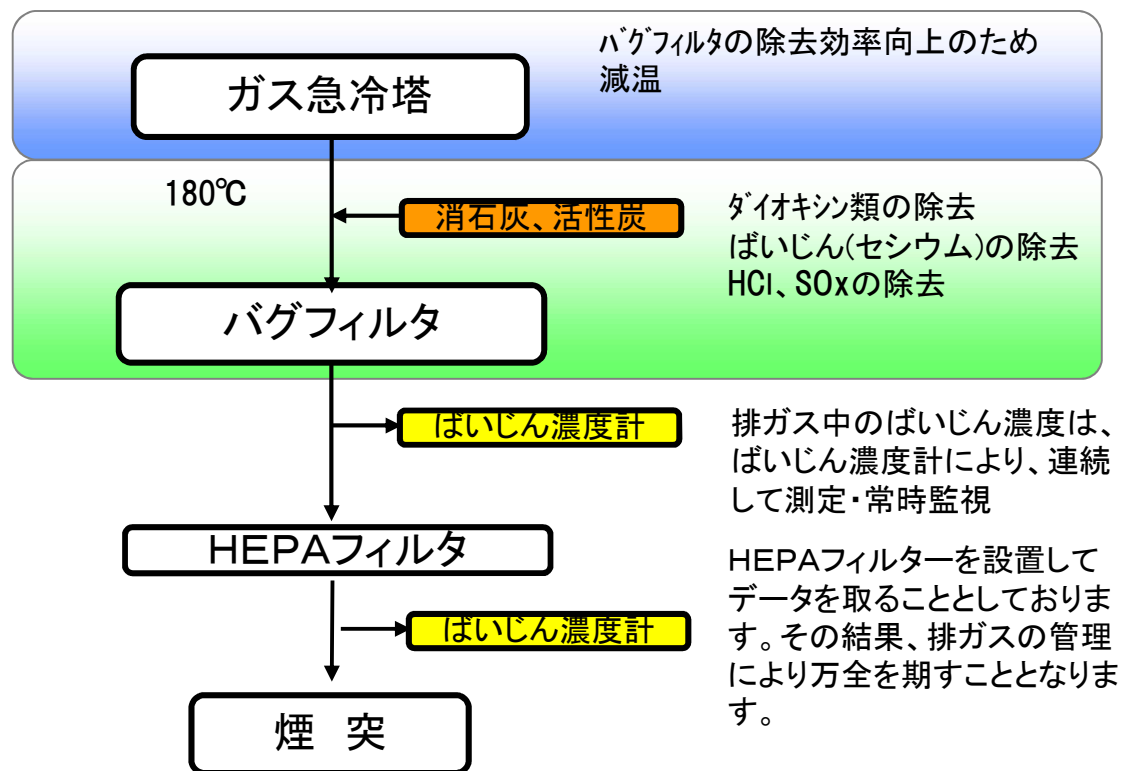 ﾊﾞｸﾞﾌｨﾙﾀの除去効率向上のため
減温
ガス急冷塔
180℃
消石灰、活性炭
ﾀﾞｲｵｷｼﾝ類の除去
ばいじん(セシウム)の除去
HCl、SOxの除去
バグフィルタ
ばいじん濃度計
排ガス中のばいじん濃度は、
ばいじん濃度計により、連続
して測定・常時監視
ＨＥＰＡフィルタ
ＨＥＰＡフィルターを設置して
データを取ることとしておりま
す。その結果、排ガスの管理
により万全を期すこととなりま
す。
ばいじん濃度計
煙　突